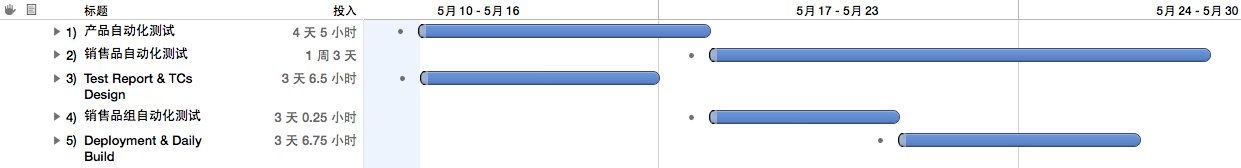 标题 投入 5月 10 - 5月 16 5月 17 - 5月 23 5月 24 - 5月 30
1) 产品自动化测试 4 天 5 小时
2) 销售品自动化测试 1 周 3 天
3) Test Report & TCs 3 天 6.5 小时
Design
4) 销售品组自动化测试 3 天 0.25 小时
5) Deployment & Daily 3 天 6.75 小时
Build